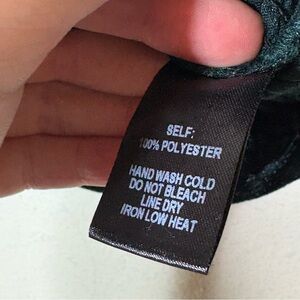 SELF:
100% POLYESTER
HAND WASH COLD
DO NOT BLEACH
LINE DRY
IRON LOW HEAT